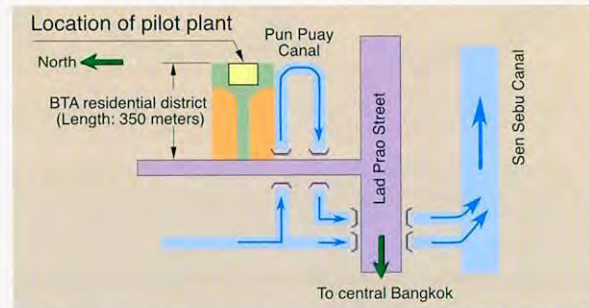 Location of pilot plant
North
BTA residential district
(Length: 350 meters)
Pun Puay
Canal
Lad Prao Street
Sen Sebu Canal
To central Bangkok